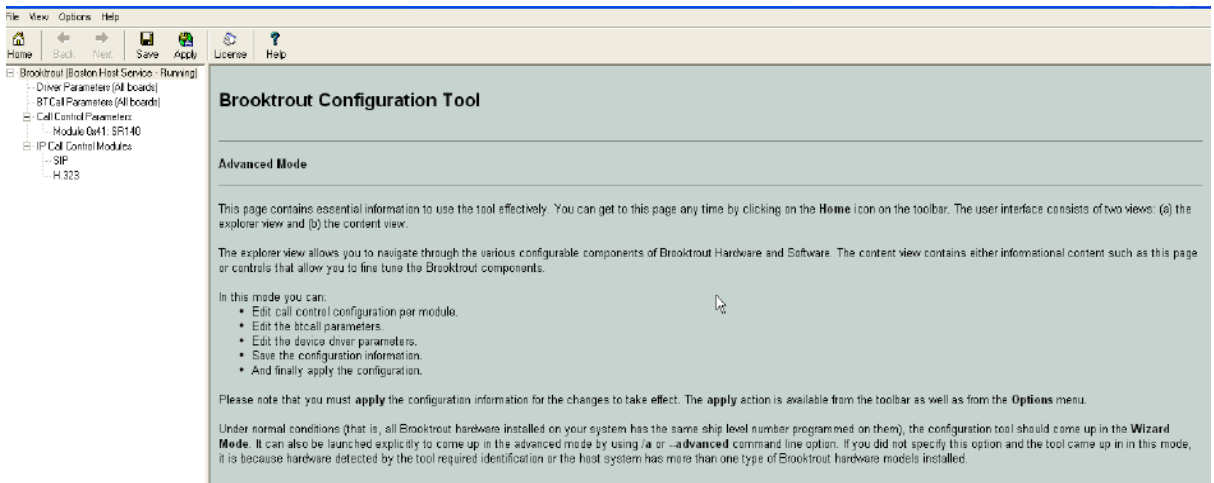 File View Options Help
Home Back Next Save Apply License Help
Brooktrout (Boston Host Service - Running)
Driver Parameters (All boards)
BTCall Parameters (All boards)
Call Control Parameters
Module 0x41: SR140
IP Call Control Modules
SIP
H.323
Brooktrout Configuration Tool
Advanced Mode
This page contains essential information to use the tool effectively. You can get to this page any time by clicking on the Home icon on the toolbar. The user interface consists of two views: (a) the
explorer view and (b) the content view.
The explorer view allows you to navigate through the various configurable components of Brooktrout Hardware and Software. The content view contains either informational content such as this page
or controls that allow you to fine tune the Brooktrout components.
In this mode you can:
• Edit call control configuration per module.
• Edit the btcall parameters.
• Edit the device driver parameters.
• Save the configuration information.
• And finally apply the configuration.
Please note that you must apply the configuration information for the changes to take effect. The apply action is available from the toolbar as well as from the Options menu.
Under normal conditions (that is, all Brooktrout hardware installed on your system has the same ship level number programmed on them), the configuration tool should come up in the Wizard
Mode. It can also be launched explicitly to come up in the advanced mode by using /a or --advanced command line option. If you did not specify this option and the tool came up in in this mode,
it is because hardware detected by the tool required identification or the host system has more than one type of Brooktrout hardware models installed.